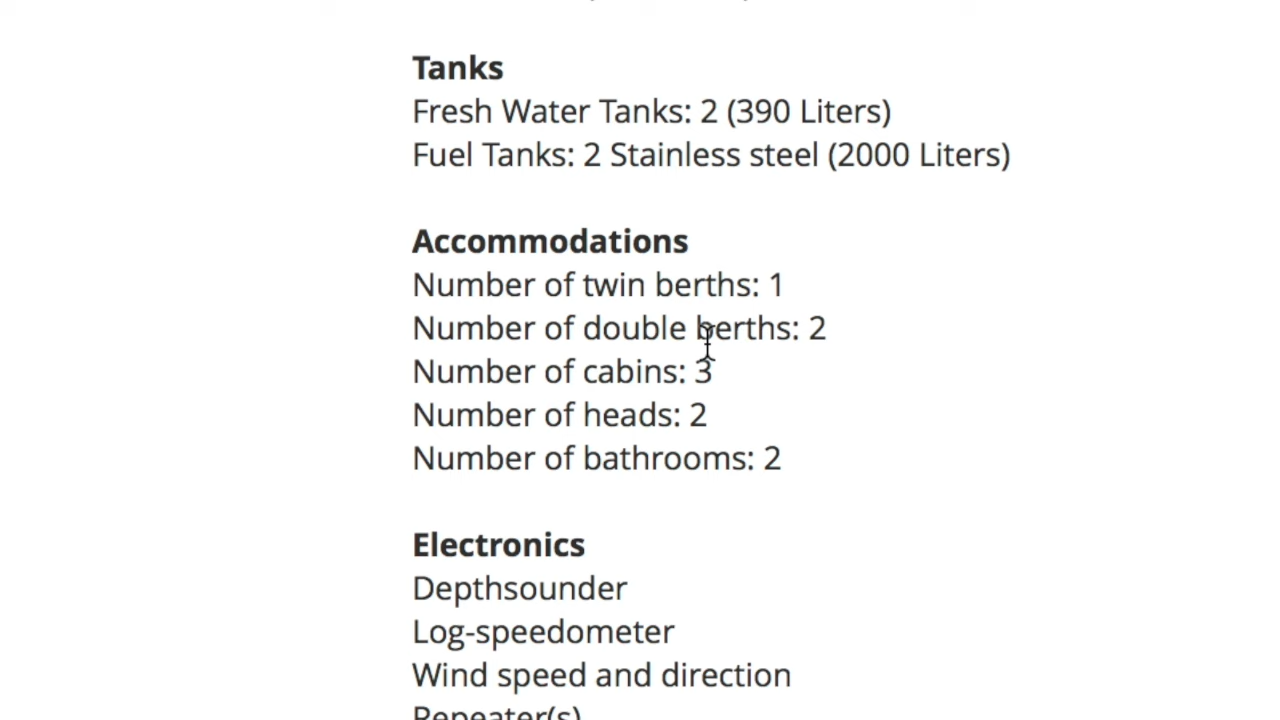 Tanks
Fresh Water Tanks: 2 (390 Liters)
Fuel Tanks: 2 Stainless steel (2000 Liters)
Accommodations
Number of twin berths: 1
Number of double berths: 2
Number of cabins: 3
Number of heads: 2
Number of bathrooms: 2
Electronics
Depthsounder
Log-speedometer
Wind speed and direction
Repeater(s)